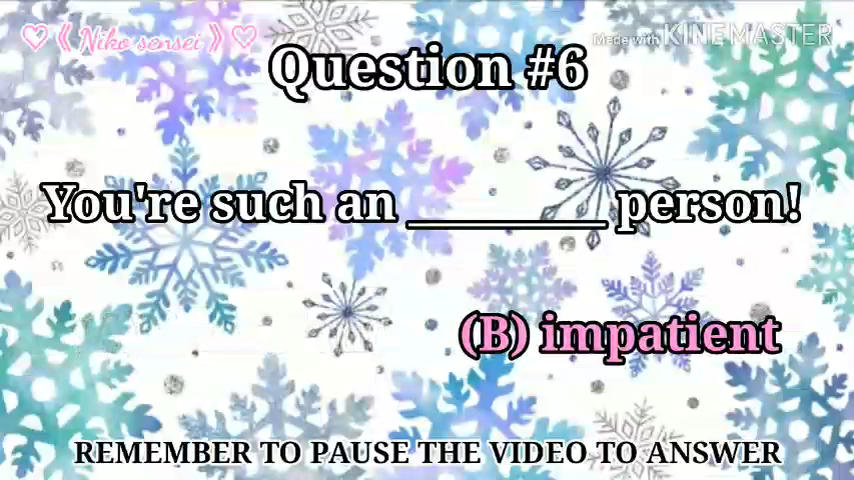 ♡《 Niko sensei 》♡
Made with KINEMASTER
Question #6
You're such an ________ person!
(B) impatient
REMEMBER TO PAUSE THE VIDEO TO ANSWER